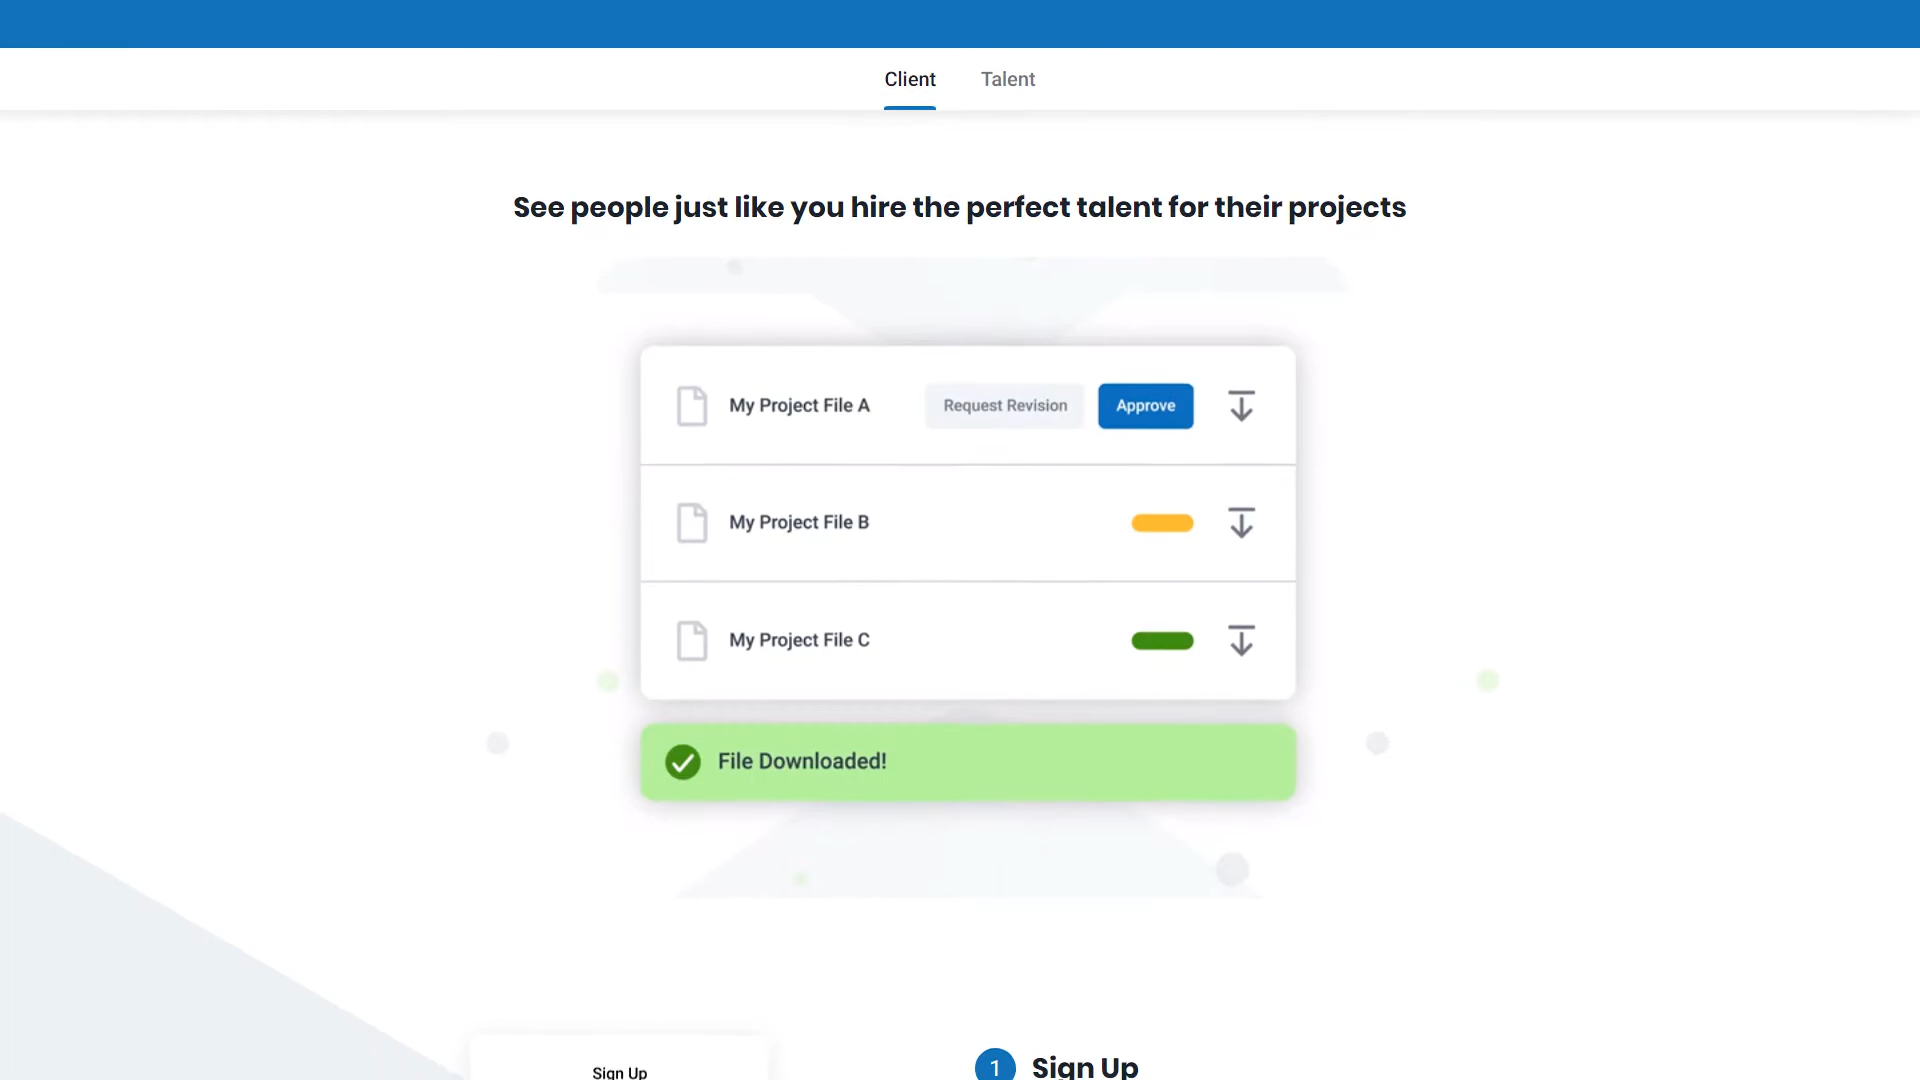 Client
Talent
See people just like you hire the perfect talent for their projects
My Project File A
Request Revision
Approve
My Project File B
My Project File C
File Downloaded!
Sign Up
1
Sign Up